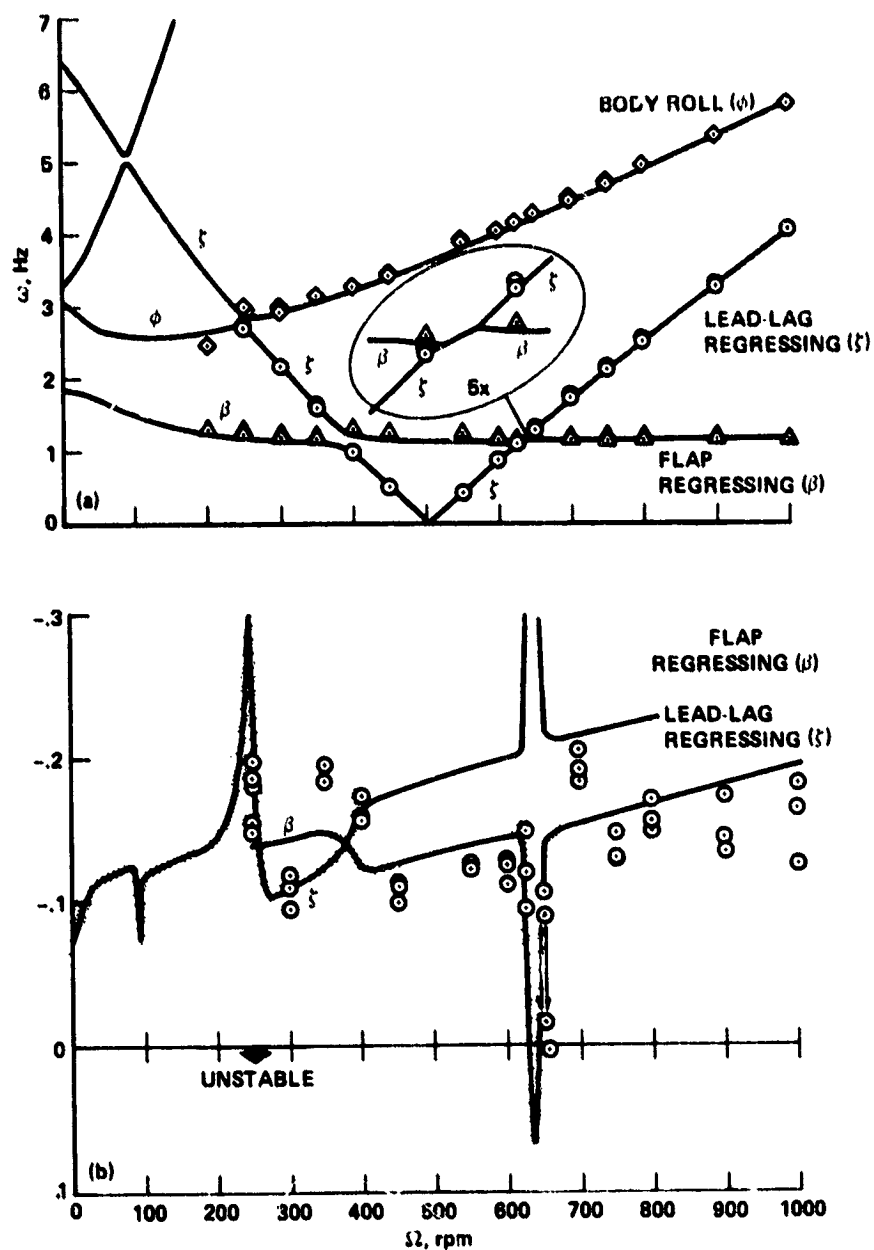 7
6
5
4
3
2
1
0
ω, Hz
BODY ROLL (ϕ)
ζ
ϕ
ζ
β
β
ζ
ζ
β
5x
ζ
LEAD-LAG
REGRESSING (ζ)
FLAP
REGRESSING (β)
(a)
-.3
-.2
-.1
0
.1
FLAP
REGRESSING (β)
LEAD-LAG
REGRESSING (ζ)
β
ζ
UNSTABLE
(b)
0 100 200 300 400 500 600 700 800 900 1000
Ω, rpm